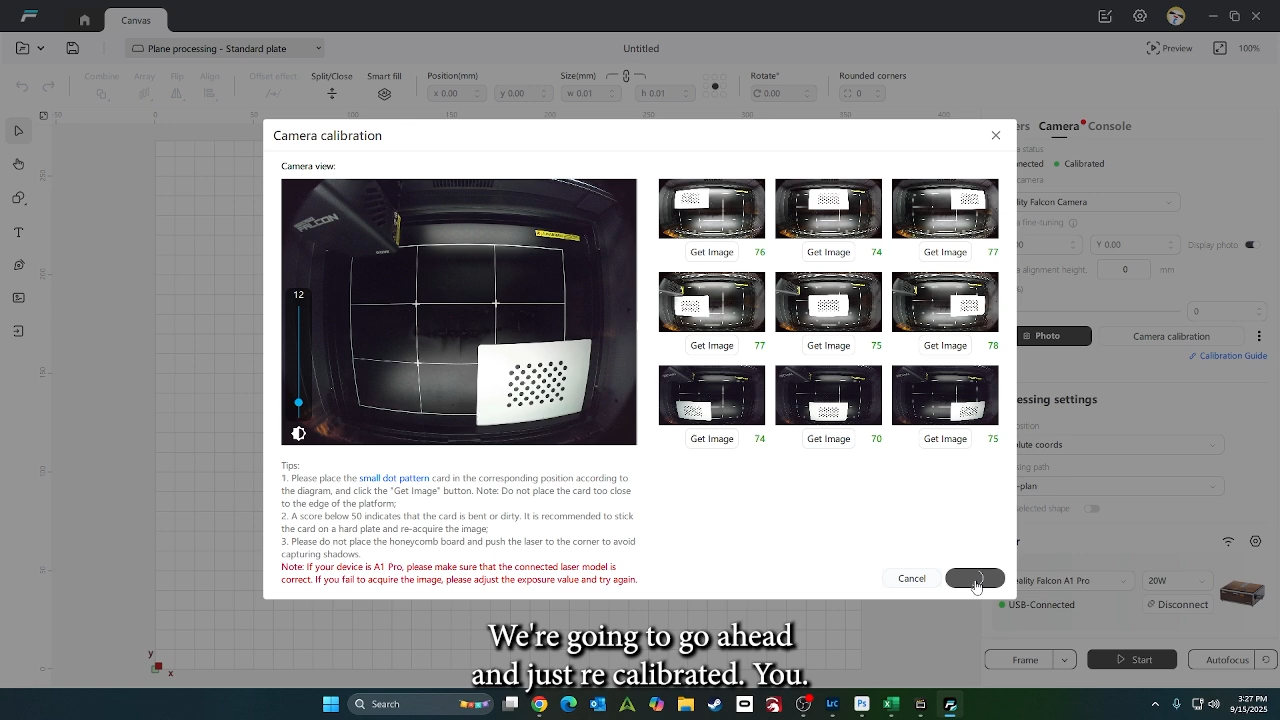 Canvas
Plane processing - Standard plate
Untitled
Preview
100%
Combine
Array
Flip
Align
Offset effect
Split/Close
Smart fill
Position(mm)
Size(mm)
Rotate°
Rounded corners
x 0.00
y 0.00
w 0.01
h 0.01
0.00
0
Camera calibration
Camera
Console
Camera view:
FALCON
12
Get Image
76
Get Image
74
Get Image
77
Get Image
77
Get Image
75
Get Image
78
Get Image
74
Get Image
70
Get Image
75
Calibrated
Y 0.00
Display photo
0
mm
0
Photo
Camera calibration
Calibration Guide
Tips:
1. Please place the small dot pattern card in the corresponding position according to
the diagram, and click the "Get Image" button. Note: Do not place the card too close
to the edge of the platform;
2. A score below 50 indicates that the card is bent or dirty. It is recommended to stick
the card on a hard plate and re-acquire the image;
3. Please do not place the honeycomb board and push the laser to the corner to avoid
capturing shadows.
Note: If your device is A1 Pro, please make sure that the connected laser model is
correct. If you fail to acquire the image, please adjust the exposure value and try again.
Cancel
20W
USB-Connected
Disconnect
Frame
Start
Autofocus
y
x
We're going to go ahead
and just re calibrated. You.
Search
3:27 PM
9/15/2025